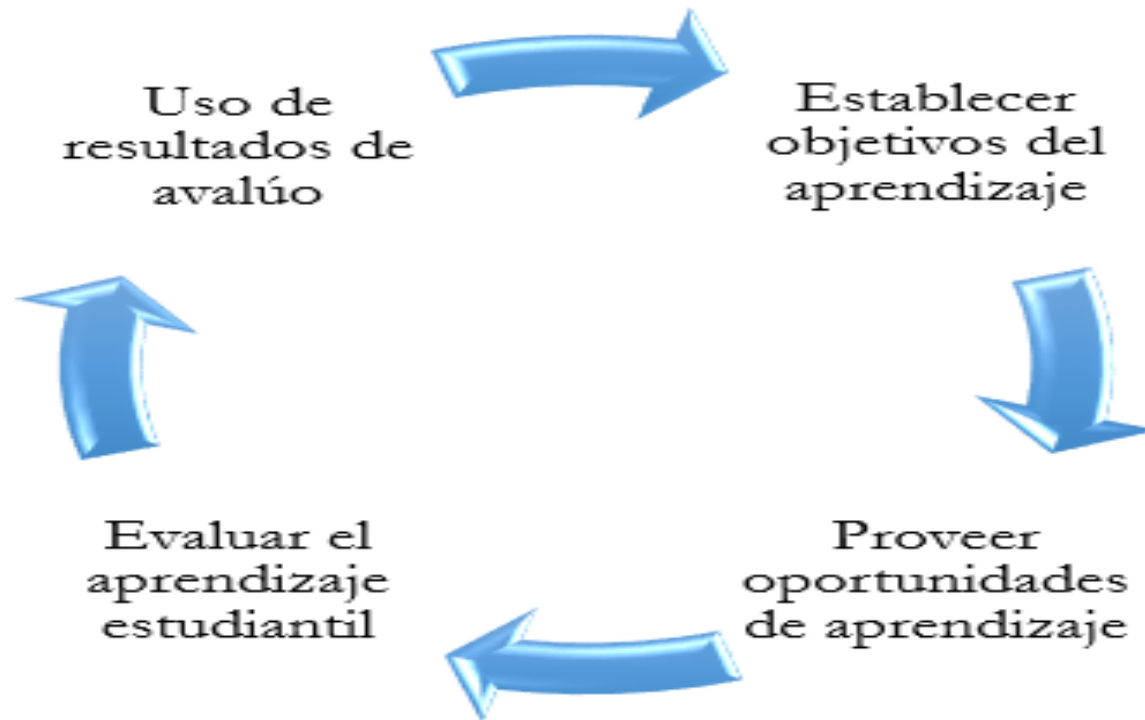 Uso de
resultados de
avalúo
Establecer
objetivos del
aprendizaje
Proveer
oportunidades
de aprendizaje
Evaluar el
aprendizaje
estudiantil